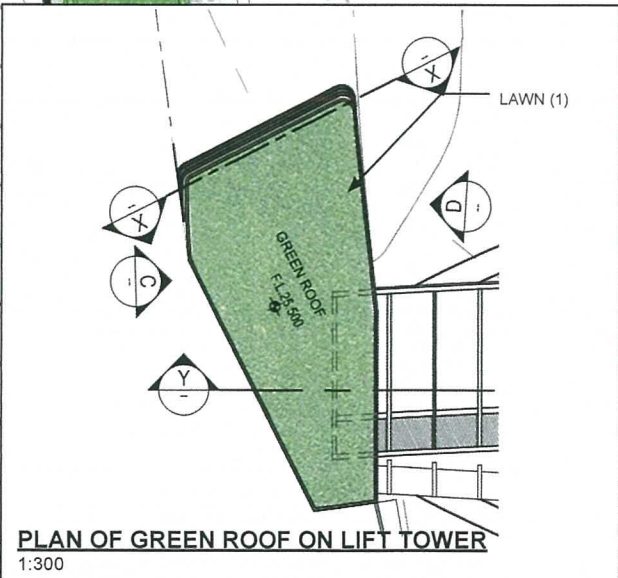 X
-
LAWN (1)
D
-
X
-
GREEN ROOF
F.L.25.500
C
-
Y
-
PLAN OF GREEN ROOF ON LIFT TOWER
1:300